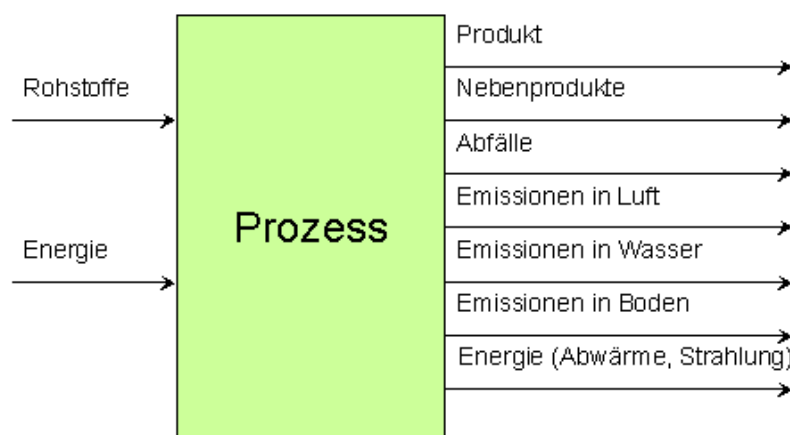 Rohstoffe
Energie
Prozess
Produkt
Nebenprodukte
Abfälle
Emissionen in Luft
Emissionen in Wasser
Emissionen in Boden
Energie (Abwärme, Strahlung)